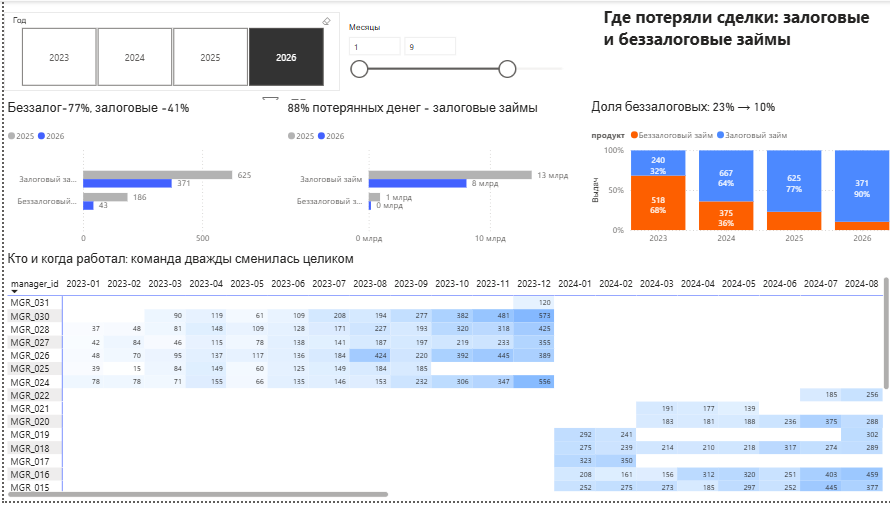 Год
2023 2024 2025 2026
Месяцы
1 9
Где потеряли сделки: залоговые
и беззалоговые займы
Беззалог-77%, залоговые -41%
2025 2026
Залоговый за... 625
371
Беззалоговый... 186
43
0 500
88% потерянных денег - залоговые займы
2025 2026
Залоговый займ 13 млрд
8 млрд
Беззалоговый з... 1 млрд
0 млрд
0 млрд 10 млрд
Доля беззалоговых: 23% → 10%
продукт Беззалоговый займ Залоговый займ
Выдач
100%
50%
0%
240
32%
518
68%
667
64%
375
36%
625
77%
371
90%
2023 2024 2025 2026
Кто и когда работал: команда дважды сменилась целиком
manager_id 2023-01 2023-02 2023-03 2023-04 2023-05 2023-06 2023-07 2023-08 2023-09 2023-10 2023-11 2023-12 2024-01 2024-02 2024-03 2024-04 2024-05 2024-06 2024-07 2024-08
MGR_031 120
MGR_030 90 119 61 109 208 194 277 382 481 573
MGR_028 37 48 81 148 109 128 171 227 193 320 318 425
MGR_027 42 84 46 115 78 138 141 187 197 219 233 355
MGR_026 48 70 95 137 117 136 184 424 220 392 445 389
MGR_025 39 15 84 149 60 125 149 184 185
MGR_024 78 78 71 155 66 135 146 153 232 306 347 556
MGR_022 185 256
MGR_021 191 177 139
MGR_020 183 181 188 236 375 288
MGR_019 292 241 302
MGR_018 275 239 214 210 218 317 274 289
MGR_017 323 350
MGR_016 208 161 156 312 320 251 403 459
MGR_015 252 275 273 185 297 252 445 377